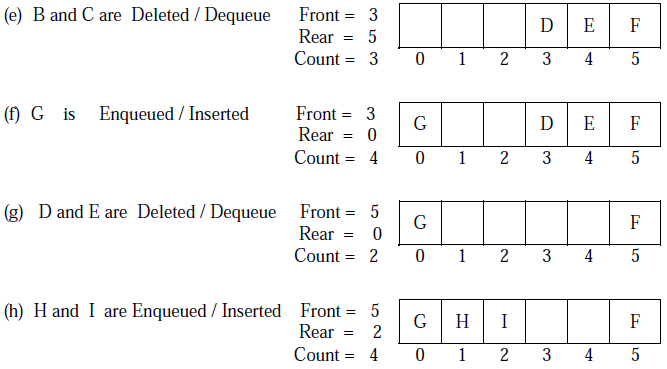 (e) B and C are Deleted / Dequeue Front = 3
Rear = 5
Count = 3
D E F
0 1 2 3 4 5
(f) G is Enqueued / Inserted Front = 3
Rear = 0
Count = 4
G D E F
0 1 2 3 4 5
(g) D and E are Deleted / Dequeue Front = 5
Rear = 0
Count = 2
G F
0 1 2 3 4 5
(h) H and I are Enqueued / Inserted Front = 5
Rear = 2
Count = 4
G H I F
0 1 2 3 4 5